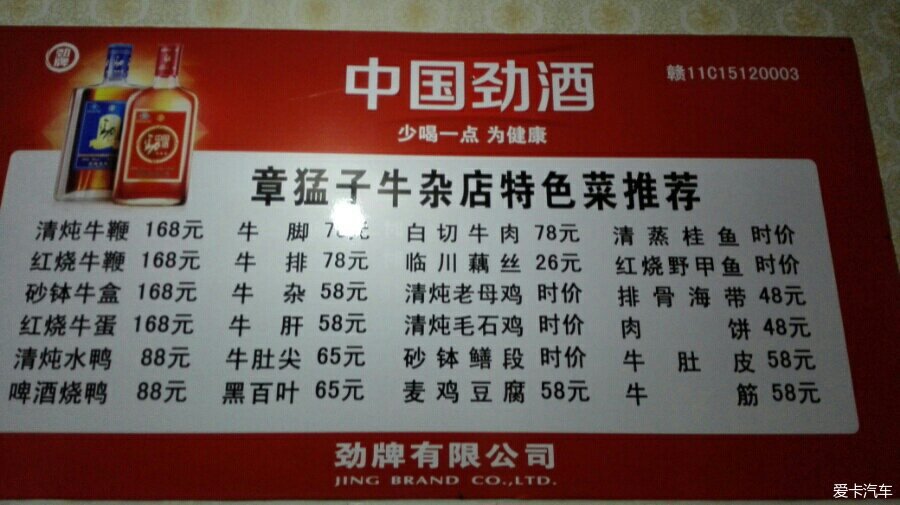 劲牌
中国劲酒
赣11C15120003
少喝一点 为健康
章猛子牛杂店特色菜推荐
清炖牛鞭 168元 牛脚 78元 白切牛肉 78元 清蒸桂鱼 时价
红烧牛鞭 168元 牛排 78元 临川藕丝 26元 红烧野甲鱼 时价
砂钵牛盒 168元 牛杂 58元 清炖老母鸡 时价 排骨海带 48元
红烧牛蛋 168元 牛肝 58元 清炖毛石鸡 时价 肉饼 48元
清炖水鸭 88元 牛肚尖 65元 砂钵鳝段 时价 牛肚皮 58元
啤酒烧鸭 88元 黑百叶 65元 麦鸡豆腐 58元 牛筋 58元
劲牌有限公司
JING BRAND CO.,LTD.
爱卡汽车